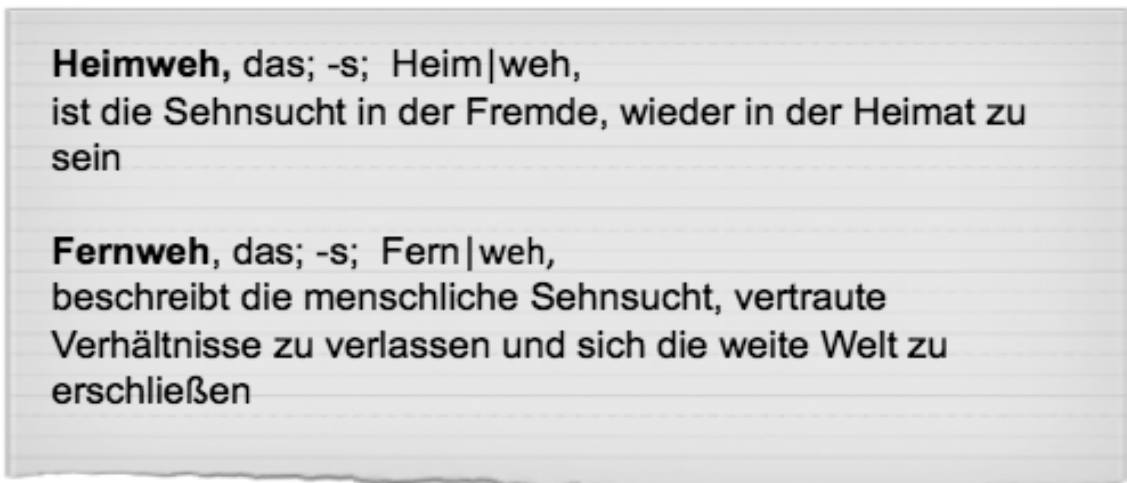 Heimweh, das; -s;  Heim|weh,
ist die Sehnsucht in der Fremde, wieder in der Heimat zu
sein
Fernweh, das; -s;  Fern|weh,
beschreibt die menschliche Sehnsucht, vertraute
Verhältnisse zu verlassen und sich die weite Welt zu
erschließen